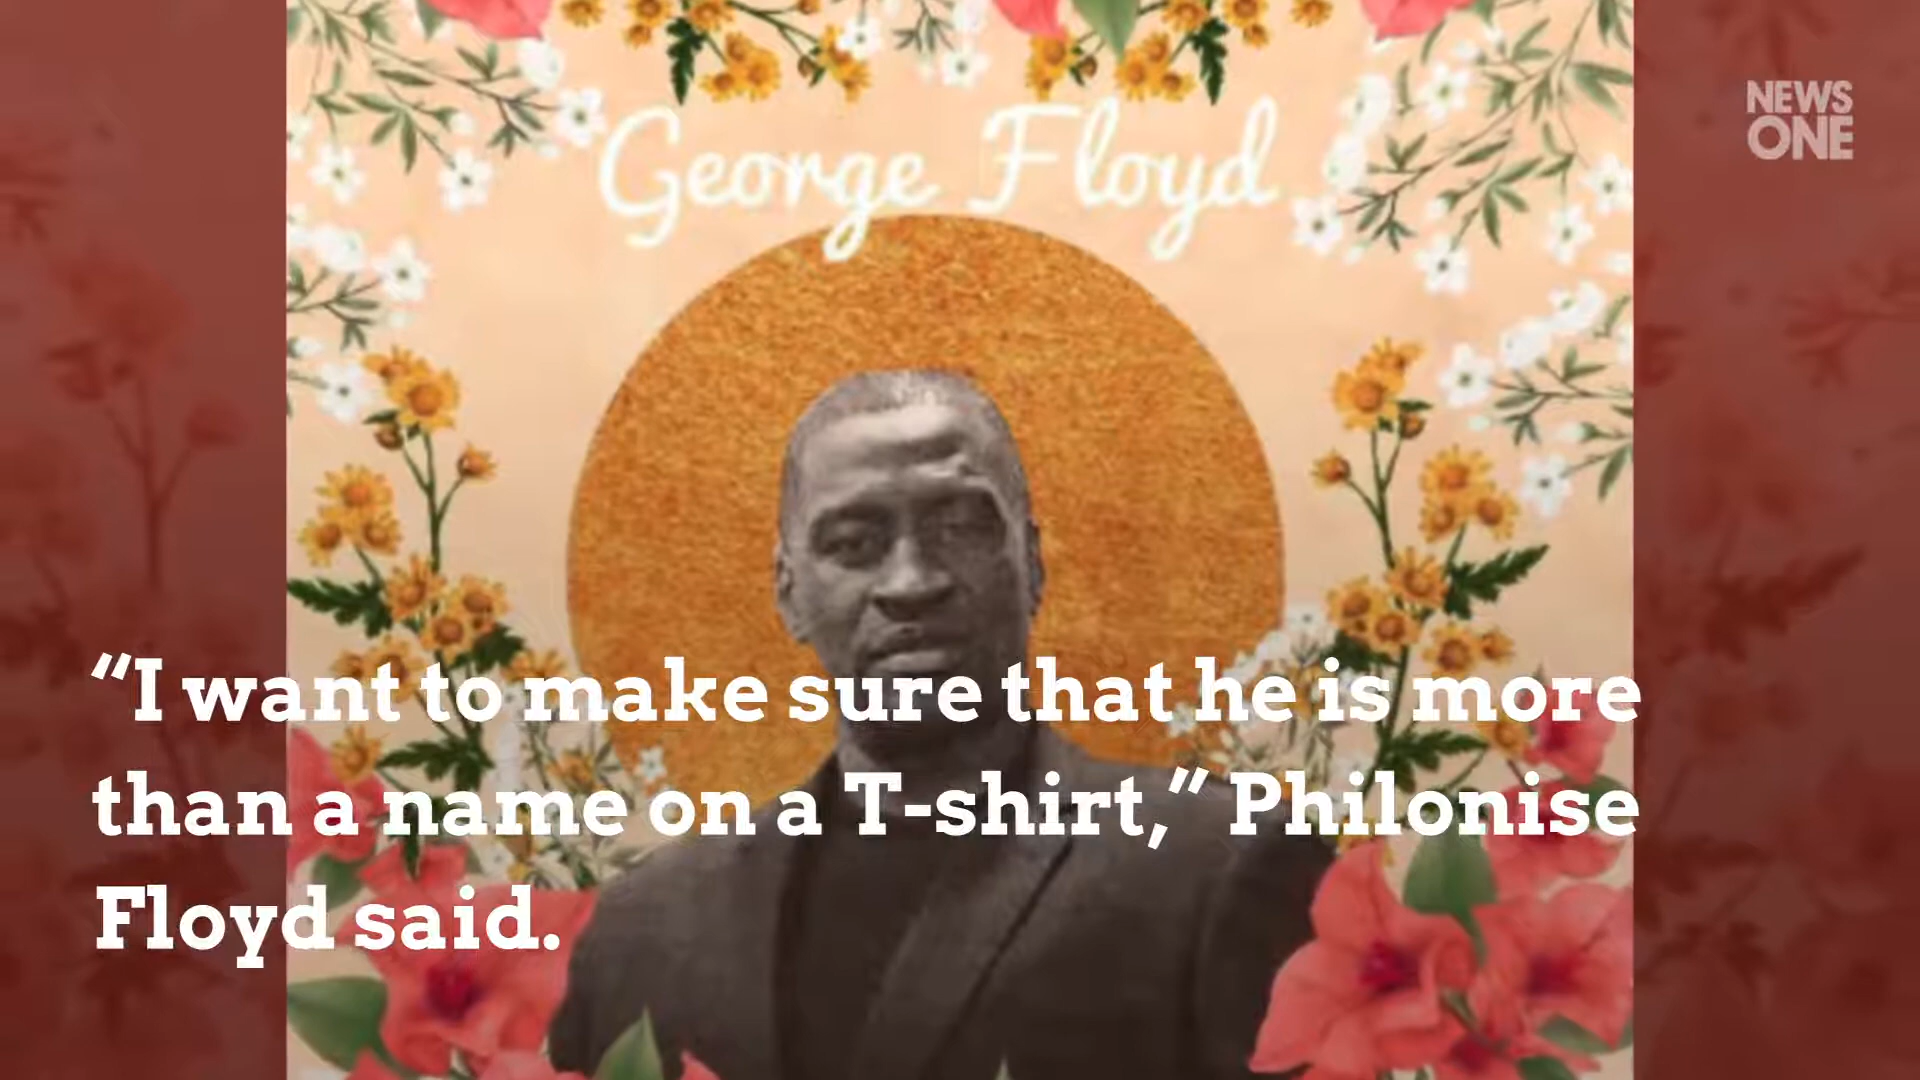 George Floyd
NEWS
ONE
“I want to make sure that he is more
than a name on a T-shirt,” Philonise
Floyd said.